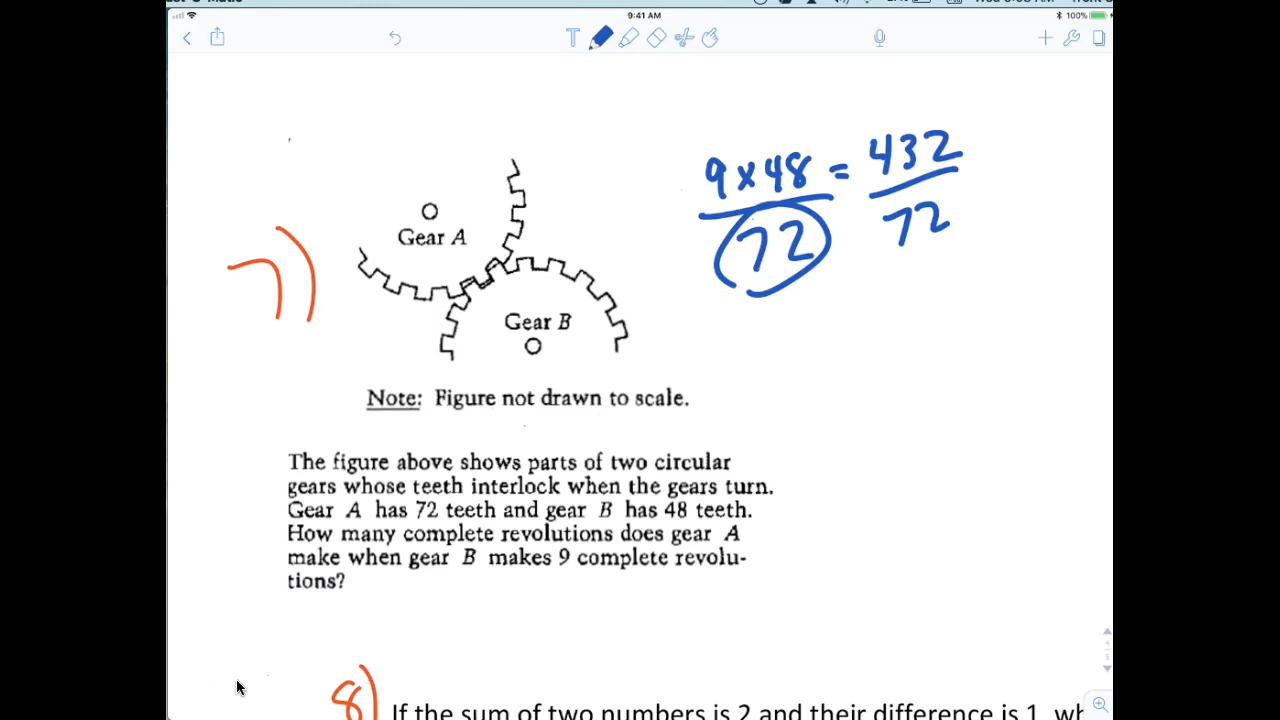 9:41 AM
100%
T
9 x 48 = 432
72 72
Gear A
7)
Gear B
Note: Figure not drawn to scale.
The figure above shows parts of two circular
gears whose teeth interlock when the gears turn.
Gear A has 72 teeth and gear B has 48 teeth.
How many complete revolutions does gear A
make when gear B makes 9 complete revolu-
tions?
8) If the sum of two numbers is 2 and their difference is 1, wh